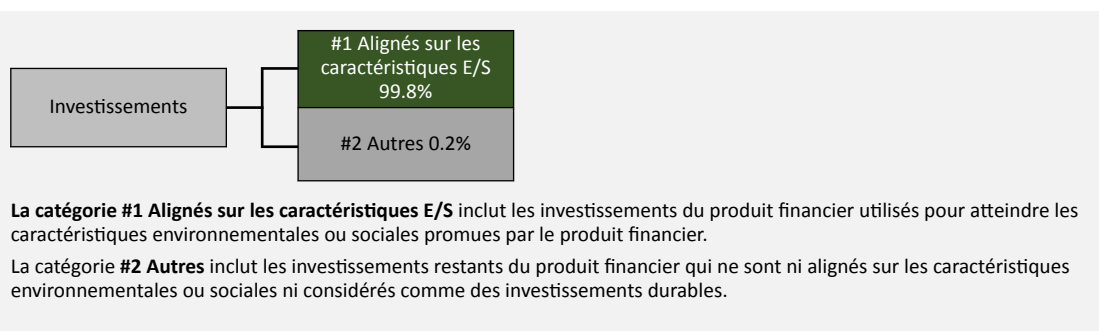 #1 Alignés sur les
caractéristiques E/S
99.8%
Investissements
#2 Autres 0.2%
La catégorie #1 Alignés sur les caractéristiques E/S inclut les investissements du produit financier utilisés pour atteindre les
caractéristiques environnementales ou sociales promues par le produit financier.
La catégorie #2 Autres inclut les investissements restants du produit financier qui ne sont ni alignés sur les caractéristiques
environnementales ou sociales ni considérés comme des investissements durables.